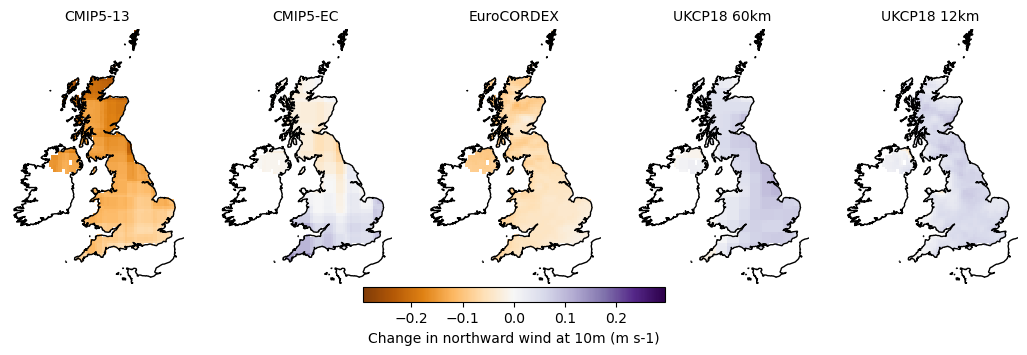 CMIP5-13
CMIP5-EC
EuroCORDEX
UKCP18 60km
UKCP18 12km
−0.2
−0.1
0.0
0.1
0.2
Change in northward wind at 10m (m s-1)